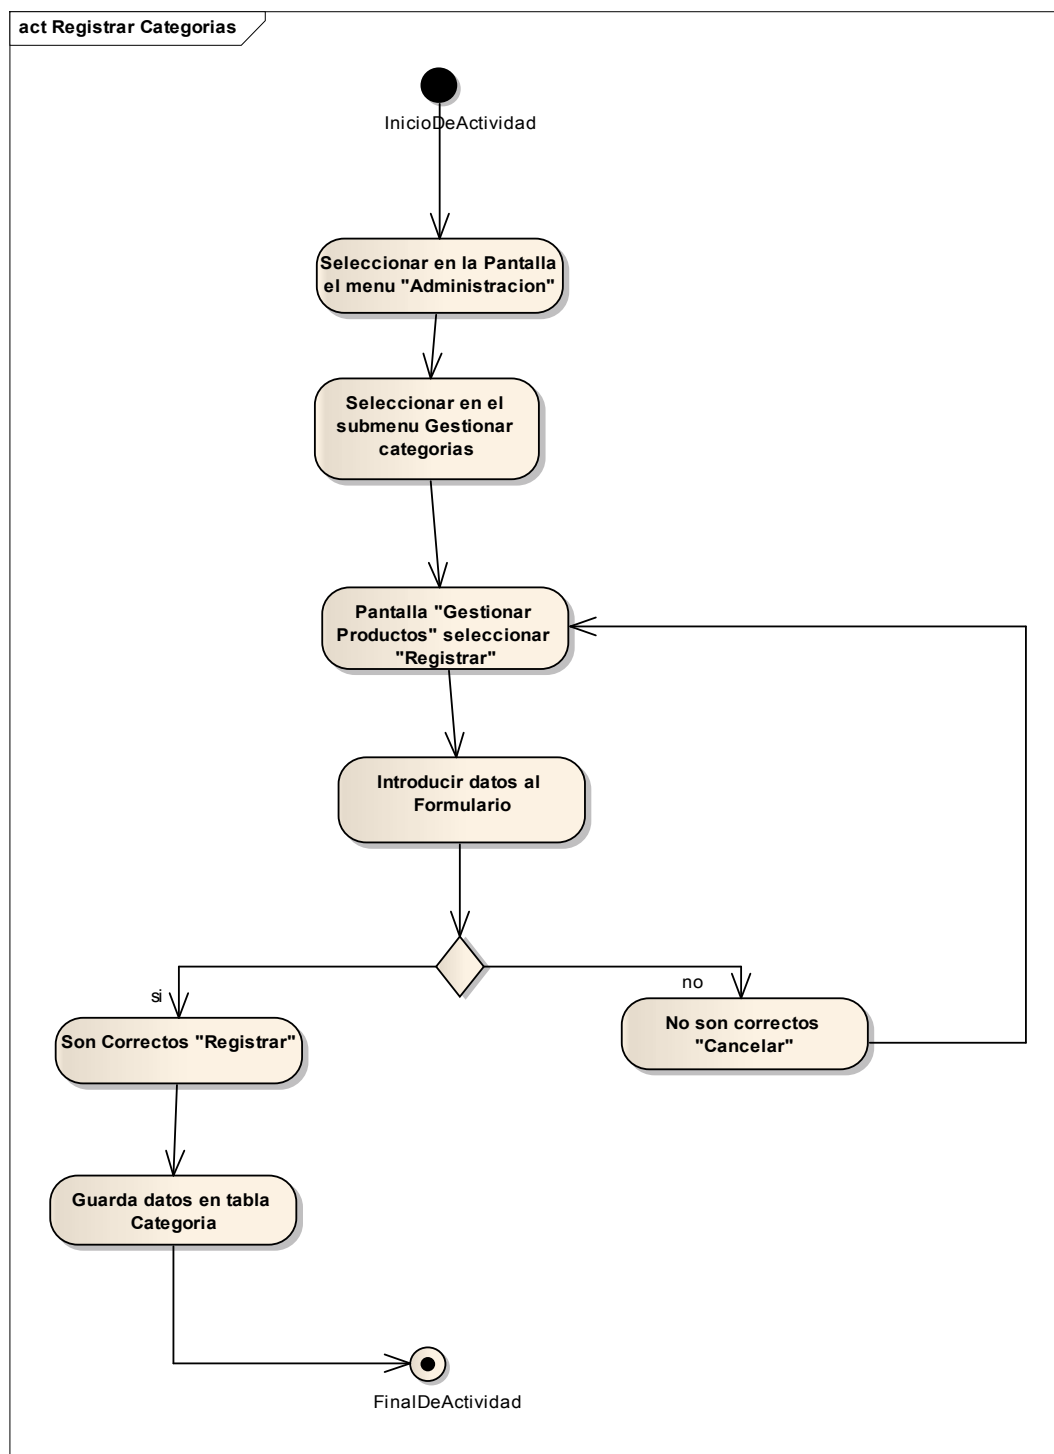 act Registrar Categorias
InicioDeActividad
Seleccionar en la Pantalla
el menu "Administracion"
Seleccionar en el
submenu Gestionar
categorias
Pantalla "Gestionar
Productos" seleccionar
"Registrar"
Introducir datos al
Formulario
si
no
Son Correctos "Registrar"
No son correctos
"Cancelar"
Guarda datos en tabla
Categoria
FinalDeActividad